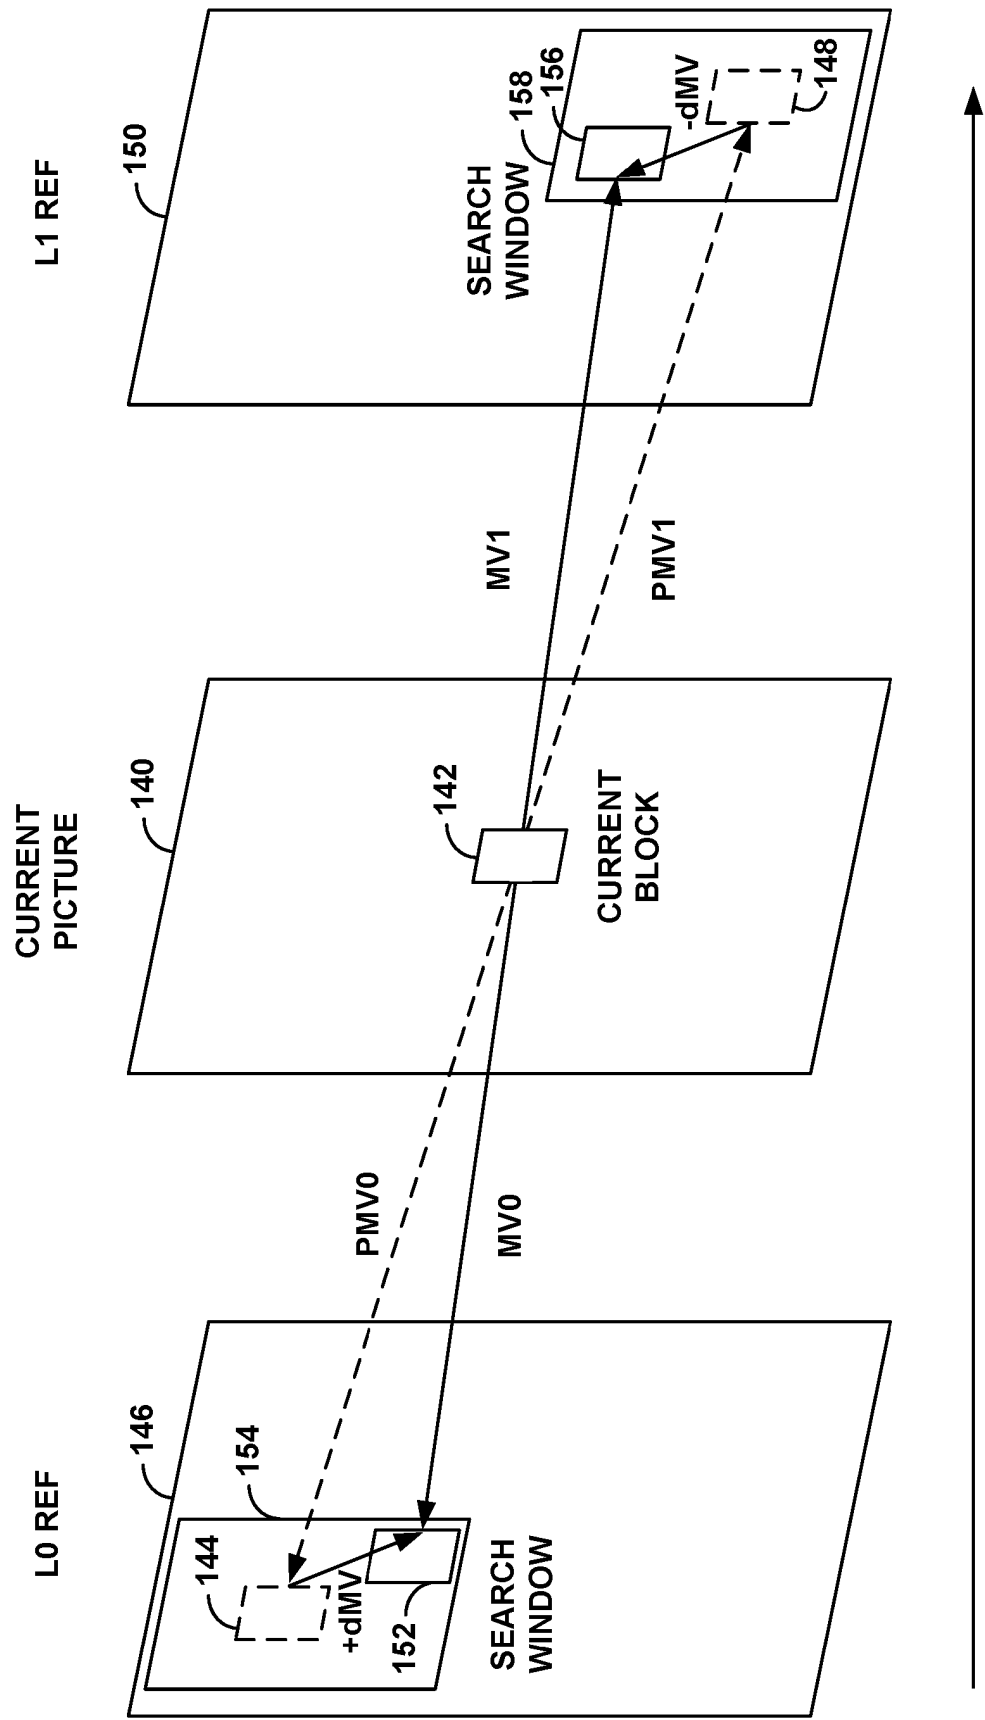 L0 REF
CURRENT
PICTURE
L1 REF
146
140
150
154
144
+dMV
152
SEARCH
WINDOW
PMV0
MV0
142
CURRENT
BLOCK
MV1
PMV1
SEARCH
WINDOW
158
156
-dMV
148